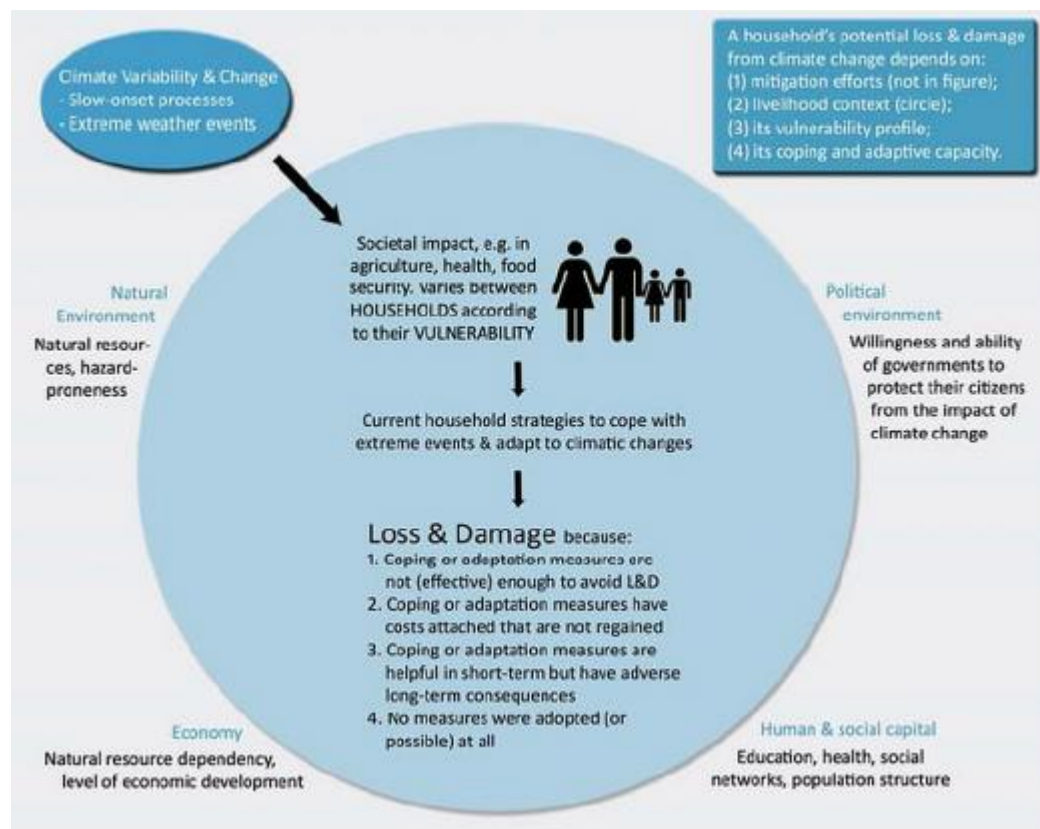 Climate Variability & Change
- Slow-onset processes
- Extreme weather events
A household's potential loss & damage
from climate change depends on:
(1) mitigation efforts (not in figure);
(2) livelihood context (circle);
(3) its vulnerability profile;
(4) its coping and adaptive capacity.
Societal impact, e.g. in
agriculture, health, food
security. varies between
HOUSEHOLDS according
to their VULNERABILITY
Natural
Environment
Natural resour-
ces, hazard-
proneness
Political
environment
Willingness and ability
of governments to
protect their citizens
from the impact of
climate change
Current household strategies to cope with
extreme events & adapt to climatic changes
Loss & Damage because:
1. Coping or adaptation measures are
not (effective) enough to avoid L&D
2. Coping or adaptation measures have
costs attached that are not regained
3. Coping or adaptation measures are
helpful in short-term but have adverse
long-term consequences
4. No measures were adopted (or
possible) at all
Economy
Natural resource dependency,
level of economic development
Human & social capital
Education, health, social
networks, population structure